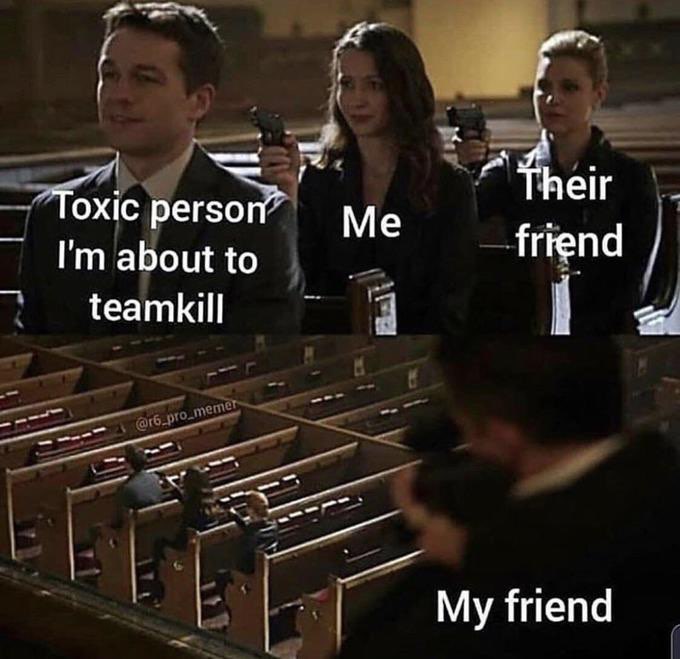 Toxic person
I'm about to
teamkill
Me
Their
friend
@r6_pro_memer
My friend